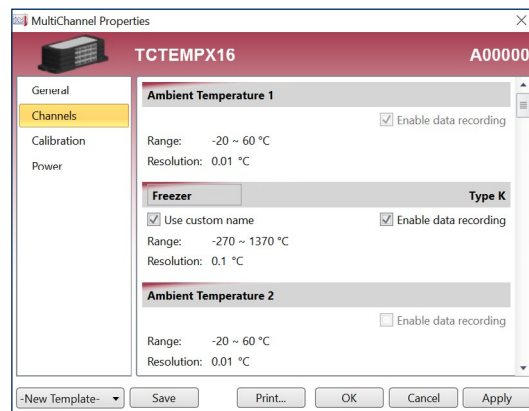 MultiChannel Properties
TCTEMPX16 A00000
General
Channels
Calibration
Power
Ambient Temperature 1
Enable data recording
Range: -20 ~ 60 °C
Resolution: 0.01 °C
Freezer Type K
Use custom name Enable data recording
Range: -270 ~ 1370 °C
Resolution: 0.1 °C
Ambient Temperature 2
Enable data recording
Range: -20 ~ 60 °C
Resolution: 0.01 °C
-New Template- Save Print... OK Cancel Apply